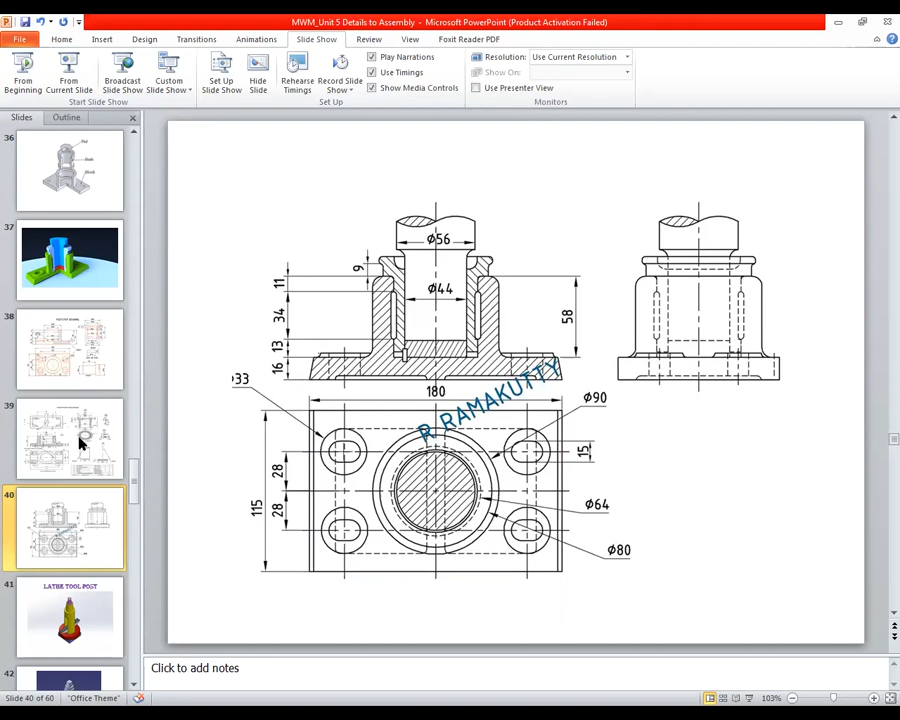 MWM_Unit 5 Details to Assembly - Microsoft PowerPoint (Product Activation Failed)
File Home Insert Design Transitions Animations Slide Show Review View Foxit Reader PDF
From Beginning
From Current Slide
Broadcast Slide Show
Custom Slide Show
Set Up Slide Show
Hide Slide
Rehearse Timings
Record Slide Show
Play Narrations
Use Timings
Show Media Controls
Resolution: Use Current Resolution
Show On:
Use Presenter View
Start Slide Show Set Up Monitors
Slides Outline
36
37
38
39
40
41
LATHE TOOL POST
42
Ø56
9
11
Ø44
34
58
13
16
33
180
R RAMAKUTTY
Ø90
15
28
115
Ø64
28
Ø80
Click to add notes
Slide 40 of 60 "Office Theme" 103%